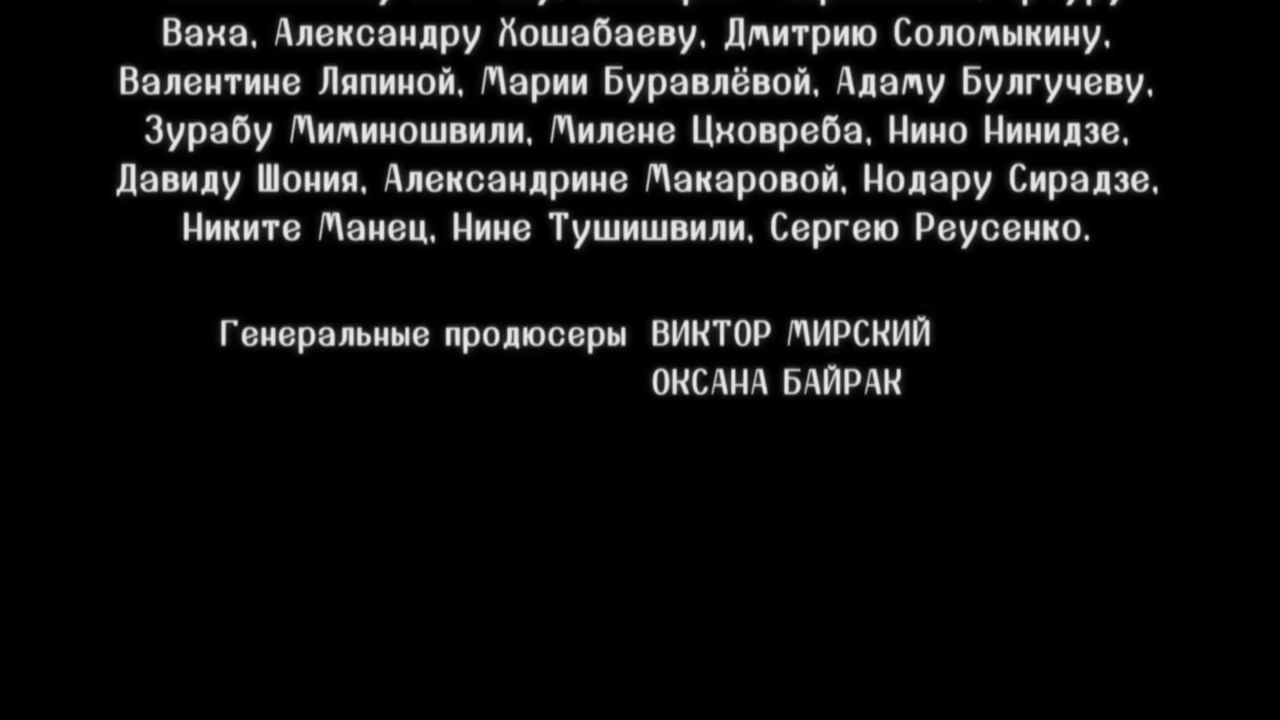 Ваха, Александру Хошабаеву, Дмитрию Соломыкину,
Валентине Ляпиной, Марии Буравлёвой, Адаму Булгучеву,
Зурабу Миминошвили, Милене Цховреба, Нино Нинидзе,
Давиду Шония, Александрине Макаровой, Нодару Сирадзе,
Никите Манец, Нине Тушишвили, Сергею Реусенко.
Генеральные продюсеры ВИКТОР МИРСКИЙ
ОКСАНА БАЙРАК